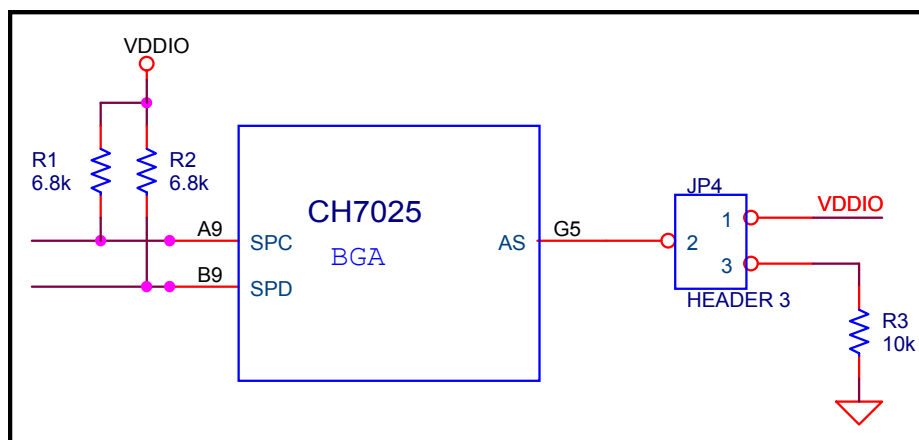 VDDIO
R1
6.8k
R2
6.8k
A9
SPC
B9
SPD
CH7025
BGA
AS
G5
JP4
1
2
3
HEADER 3
VDDIO
R3
10k